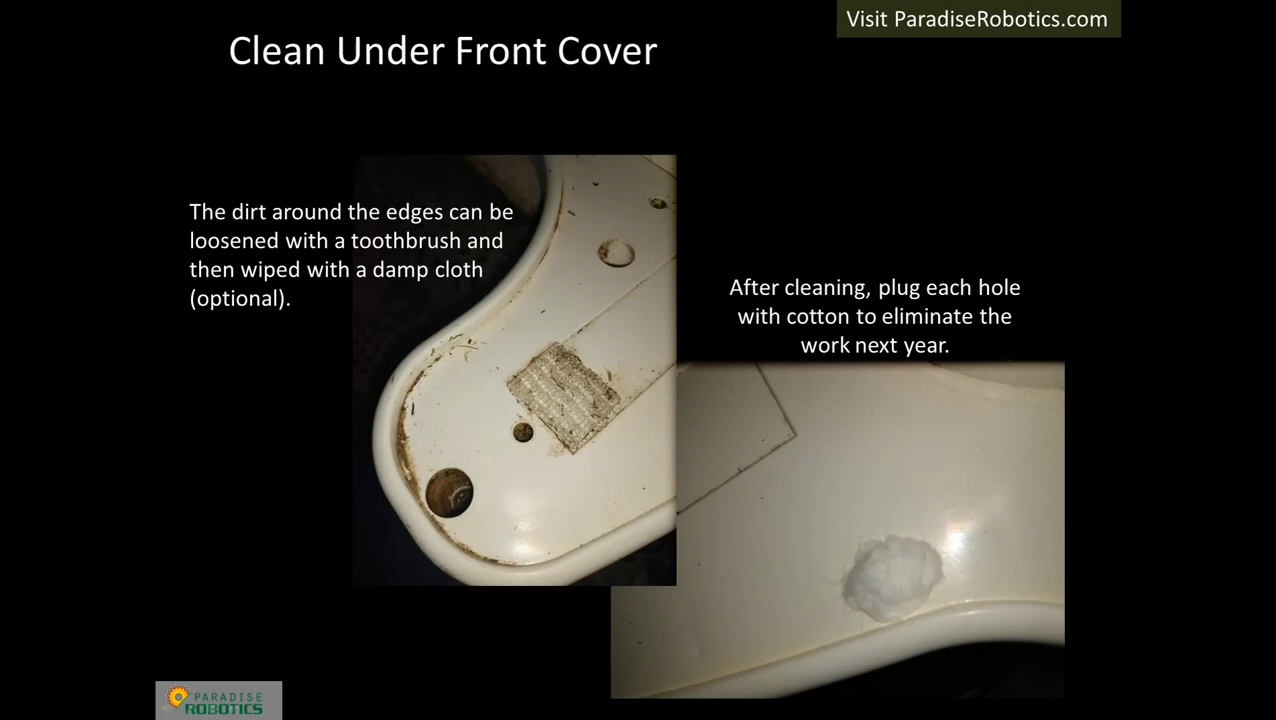 Visit ParadiseRobotics.com
Clean Under Front Cover
The dirt around the edges can be
loosened with a toothbrush and
then wiped with a damp cloth
(optional).
After cleaning, plug each hole
with cotton to eliminate the
work next year.
PARADISE
ROBOTICS